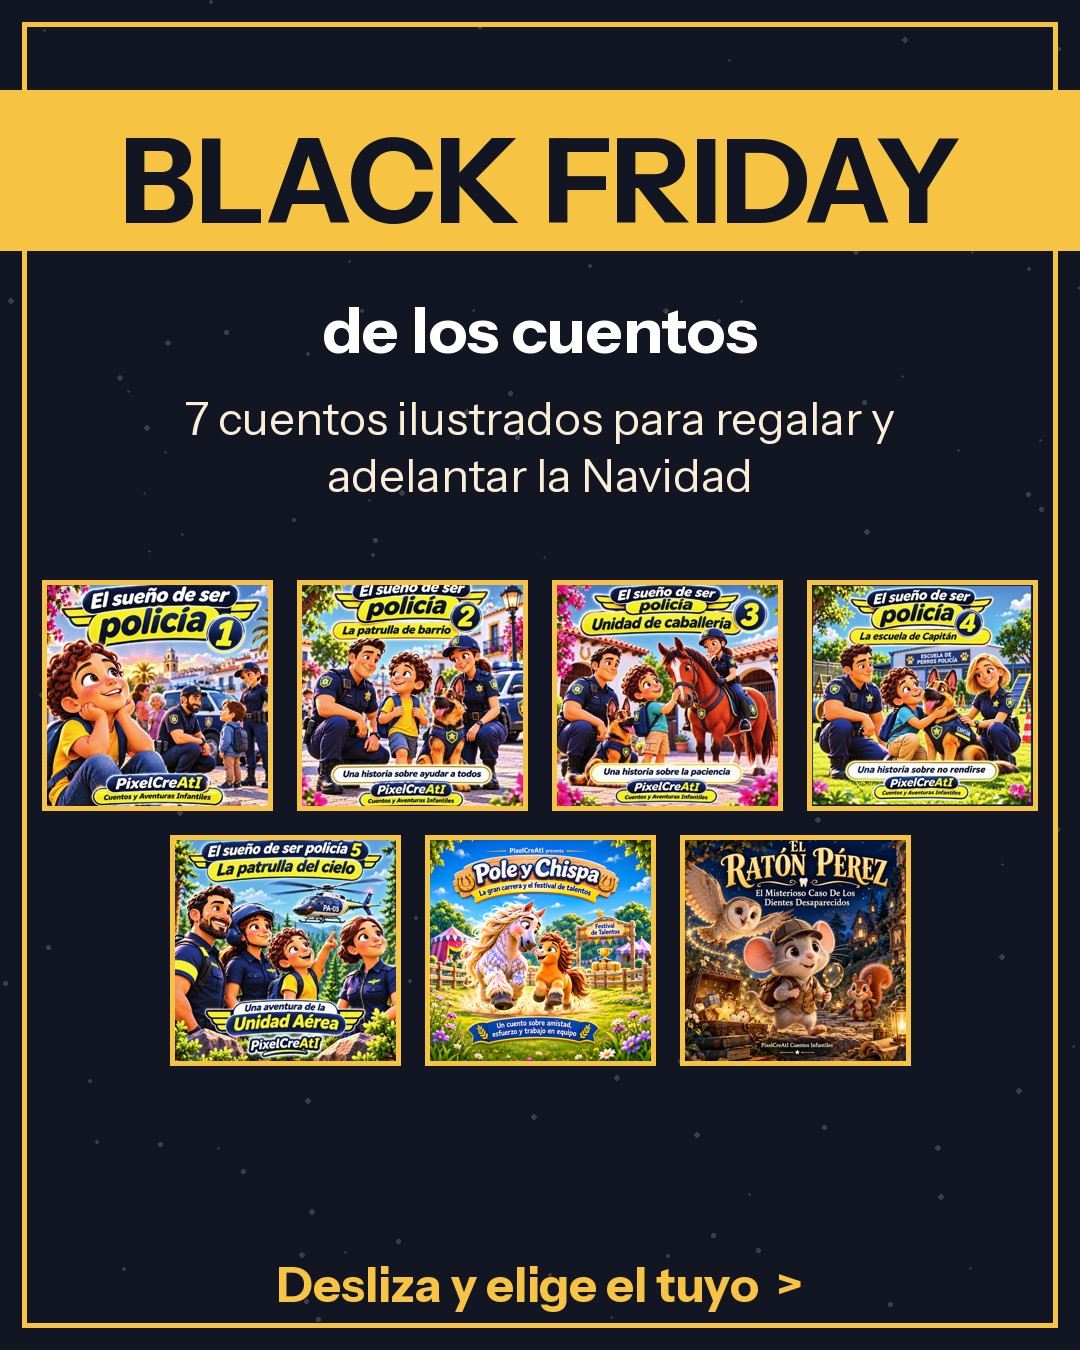 BLACK FRIDAY
de los cuentos
7 cuentos ilustrados para regalar y
adelantar la Navidad
El sueño de ser
policía 1
PixelCreAtI
Cuentos y Aventuras Infantiles
El sueño de ser
policía 2
La patrulla de barrio
Una historia sobre ayudar a todos
PixelCreAtI
Cuentos y Aventuras Infantiles
El sueño de ser
policía
Unidad de caballería 3
Una historia sobre la paciencia
PixelCreAtI
Cuentos y Aventuras Infantiles
El sueño de ser
policía 4
La escuela de Capitán
ESCUELA DE
PERROS POLICÍA
Una historia sobre no rendirse
PixelCreAtI
Cuentos y Aventuras Infantiles
El sueño de ser policía 5
La patrulla del cielo
PA-05
Una aventura de la
Unidad Aérea
PixelCreAtI
PixelCreAtI presenta
Pole y Chispa
La gran carrera y el festival de talentos
Festival
de Talentos
Un cuento sobre amistad,
esfuerzo y trabajo en equipo
EL
RATÓN PÉREZ
El Misterioso Caso De Los
Dientes Desaparecidos
PixelCreAtI Cuentos Infantiles
Desliza y elige el tuyo >